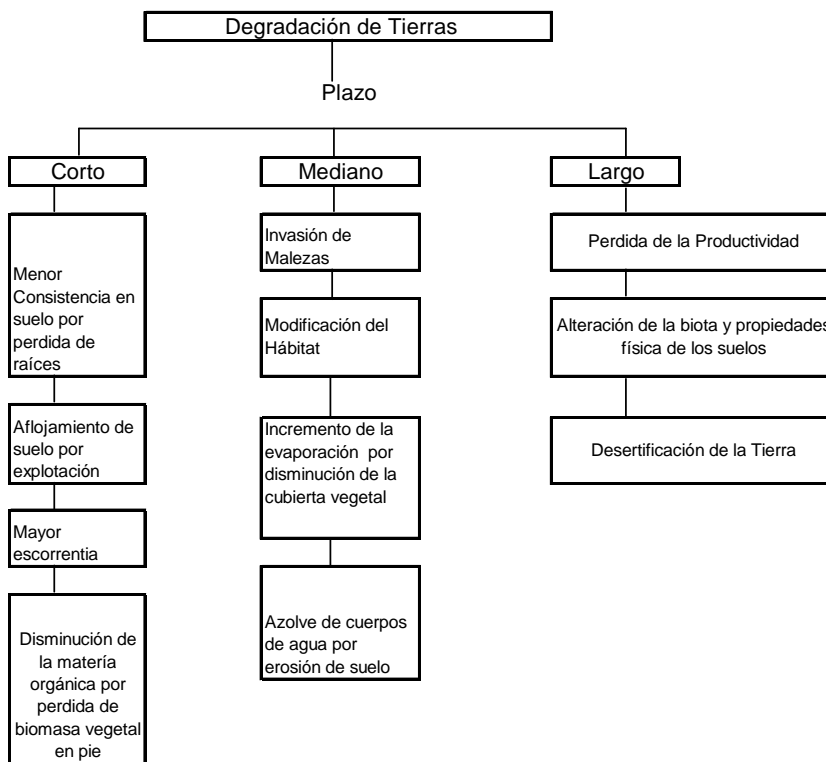 Degradación de Tierras
Plazo
Corto
Menor
Consistencia en
suelo por
perdida de
raíces
Aflojamiento de
suelo por
explotación
Mayor
escorrentia
Disminución de
la matería
orgánica por
perdida de
biomasa vegetal
en pie
Mediano
Invasión de
Malezas
Modificación del
Hábitat
Incremento de la
evaporación por
disminución de la
cubierta vegetal
Azolve de cuerpos
de agua por
erosión de suelo
Largo
Perdida de la Productividad
Alteración de la biota y propiedades
física de los suelos
Desertificación de la Tierra